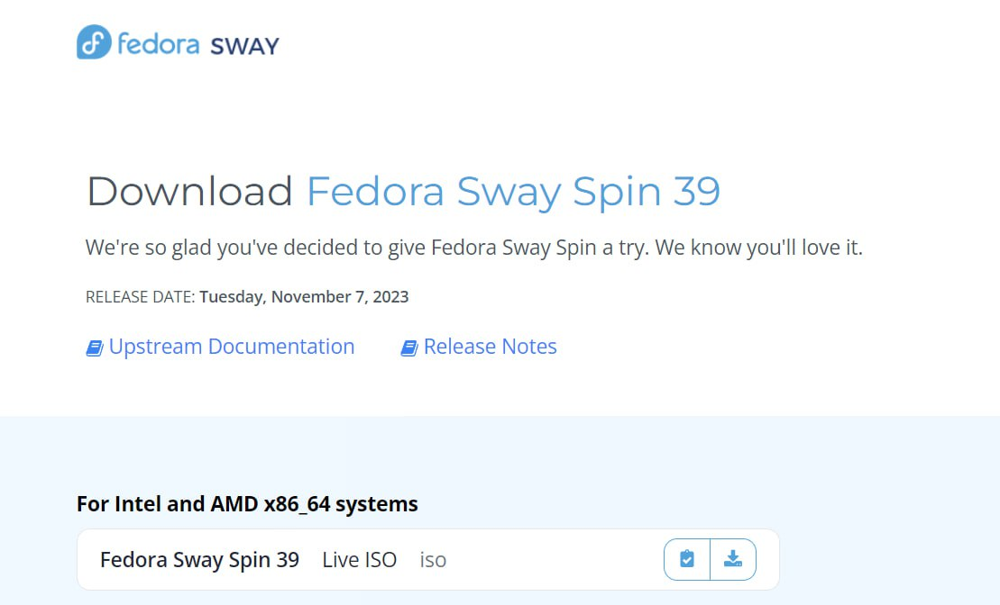 fedora SWAY
Download Fedora Sway Spin 39
We're so glad you've decided to give Fedora Sway Spin a try. We know you'll love it.
RELEASE DATE: Tuesday, November 7, 2023
Upstream Documentation Release Notes
For Intel and AMD x86_64 systems
Fedora Sway Spin 39 Live ISO iso